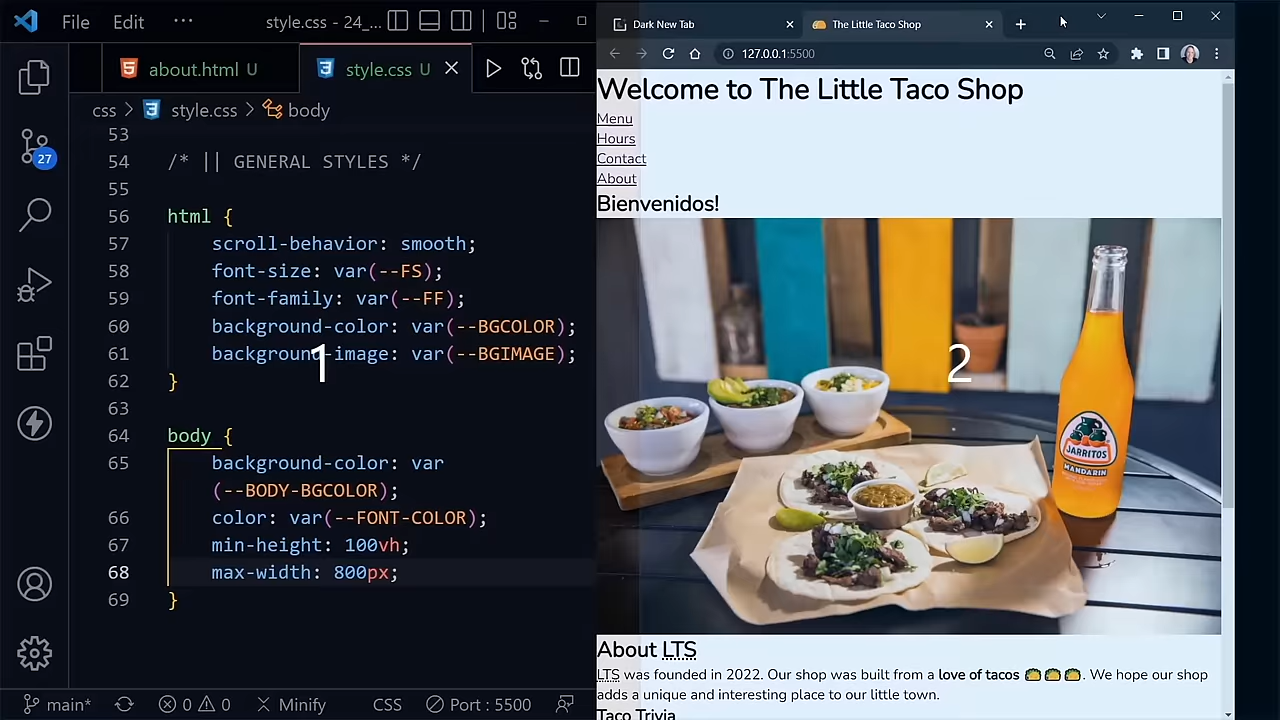 File Edit ··· style.css - 24_...
about.html U style.css U
css > style.css > body
53
54 /* || GENERAL STYLES */
55
56 html {
57 scroll-behavior: smooth;
58 font-size: var(--FS);
59 font-family: var(--FF);
60 background-color: var(--BGCOLOR);
61 background-image: var(--BGIMAGE);
62 }
63
64 body {
65 background-color: var
(--BODY-BGCOLOR);
66 color: var(--FONT-COLOR);
67 min-height: 100vh;
68 max-width: 800px;
69 }
27
1
main* 0 0 Minify CSS Port : 5500
Dark New Tab The Little Taco Shop
127.0.0.1:5500
Welcome to The Little Taco Shop
Menu
Hours
Contact
About
Bienvenidos!
2
JARRITOS
MANDARIN
About LTS
LTS was founded in 2022. Our shop was built from a love of tacos 🌮🌮🌮. We hope our shop
adds a unique and interesting place to our little town.
Taco Trivia